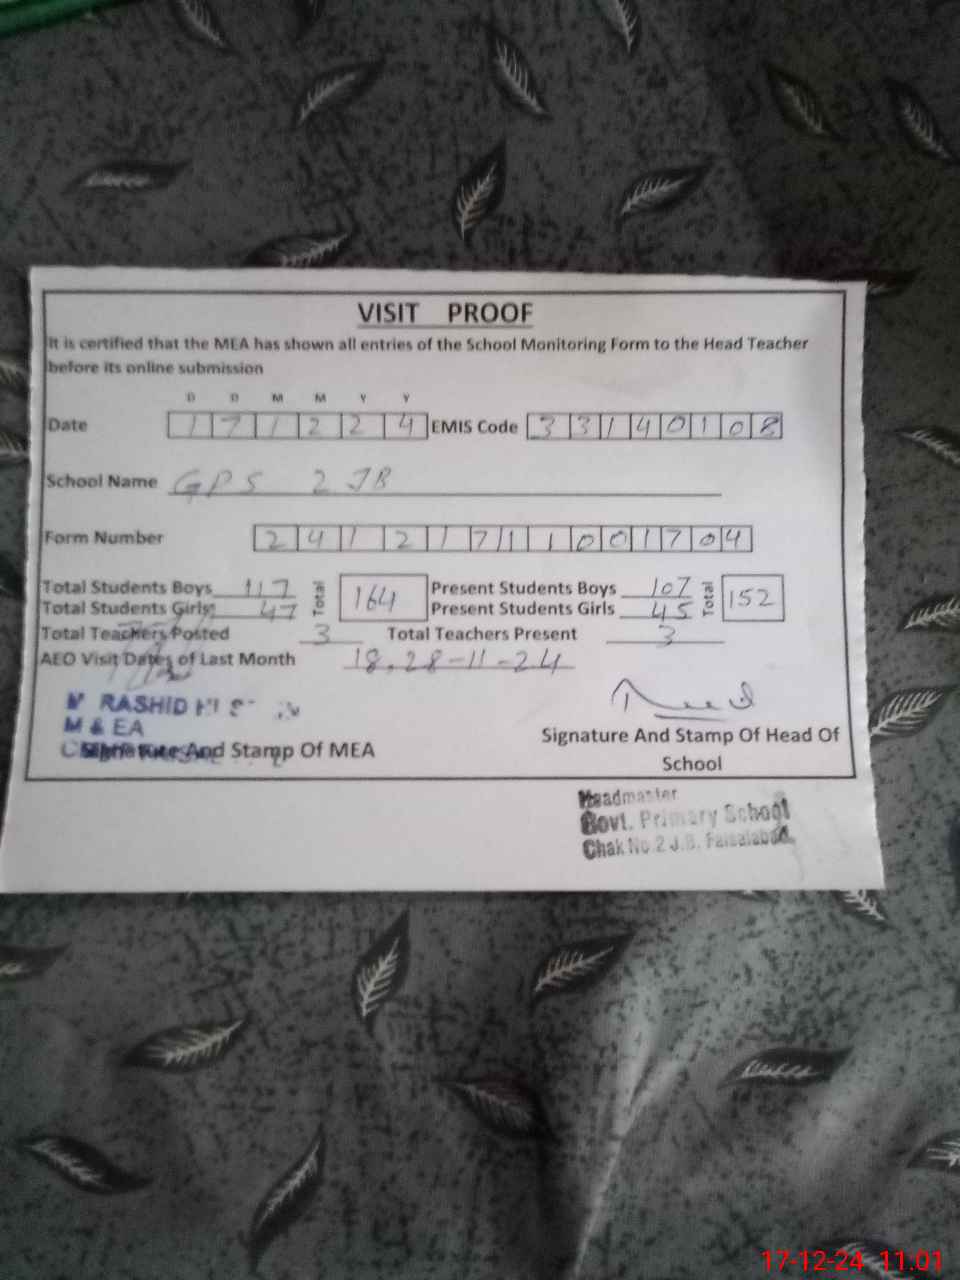 VISIT PROOF
It is certified that the MEA has shown all entries of the School Monitoring Form to the Head Teacher
before its online submission
D D M M Y Y
Date 1 7 1 2 2 4 EMIS Code 3 3 1 4 0 1 0 8
School Name GPS 2 JB
Form Number 2 4 1 2 1 7 1 1 0 0 1 7 0 4
Total Students Boys 117 Total 164 Present Students Boys 107 Total 152
Total Students Girls 47 Present Students Girls 45
Total Teachers Posted 3 Total Teachers Present 3
AEO Visit Dates of Last Month 18.28-11-24
RASHID
M & EA
Signature And Stamp Of MEA
Signature And Stamp Of Head Of
School
Headmaster
Govt. Primary School
Chak No.2 J.B. Faisalabad.
17-12-24 11:01